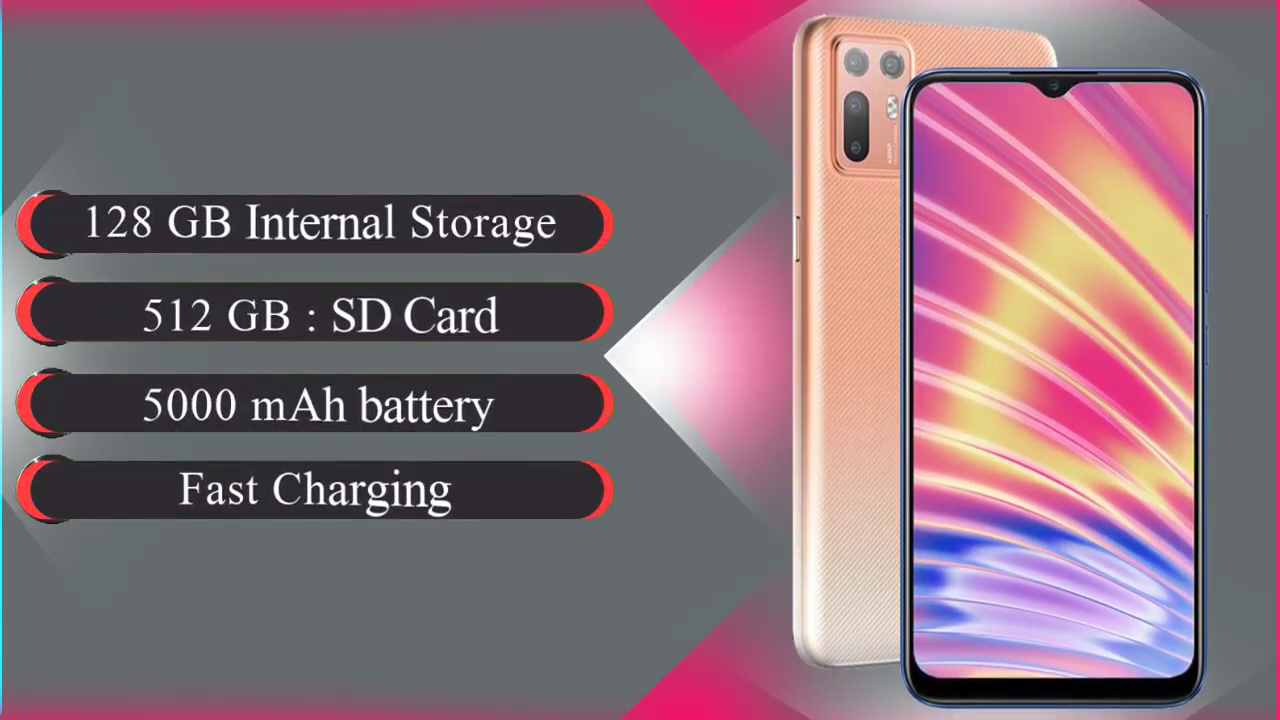 128 GB Internal Storage
512 GB : SD Card
5000 mAh battery
Fast Charging